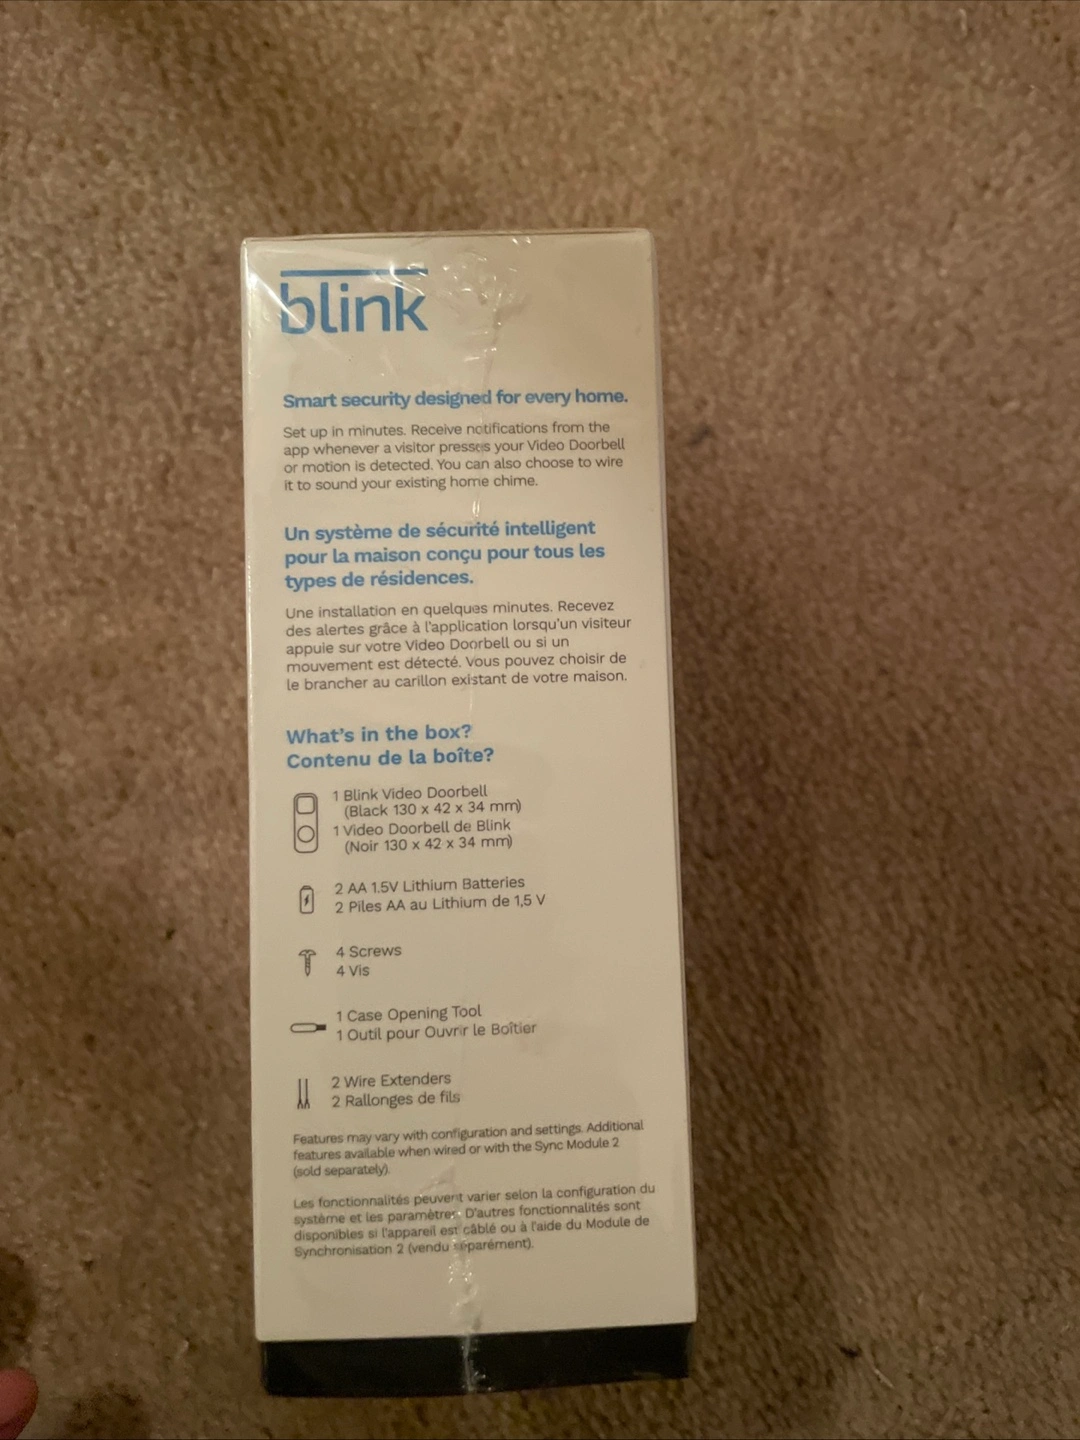 blink
Smart security designed for every home.
Set up in minutes. Receive notifications from the
app whenever a visitor presses your Video Doorbell
or motion is detected. You can also choose to wire
it to sound your existing home chime.
Un système de sécurité intelligent
pour la maison conçu pour tous les
types de résidences.
Une installation en quelques minutes. Recevez
des alertes grâce à l'application lorsqu'un visiteur
appuie sur votre Video Doorbell ou si un
mouvement est détecté. Vous pouvez choisir de
le brancher au carillon existant de votre maison.
What's in the box?
Contenu de la boîte?
1 Blink Video Doorbell
(Black 130 x 42 x 34 mm)
1 Video Doorbell de Blink
(Noir 130 x 42 x 34 mm)
2 AA 1.5V Lithium Batteries
2 Piles AA au Lithium de 1,5 V
4 Screws
4 Vis
1 Case Opening Tool
1 Outil pour Ouvrir le Boîtier
2 Wire Extenders
2 Rallonges de fils
Features may vary with configuration and settings. Additional
features available when wired or with the Sync Module 2
(sold separately).
Les fonctionnalités peuvent varier selon la configuration du
système et les paramètres. D'autres fonctionnalités sont
disponibles si l'appareil est câblé ou à l'aide du Module de
Synchronisation 2 (vendu séparément).